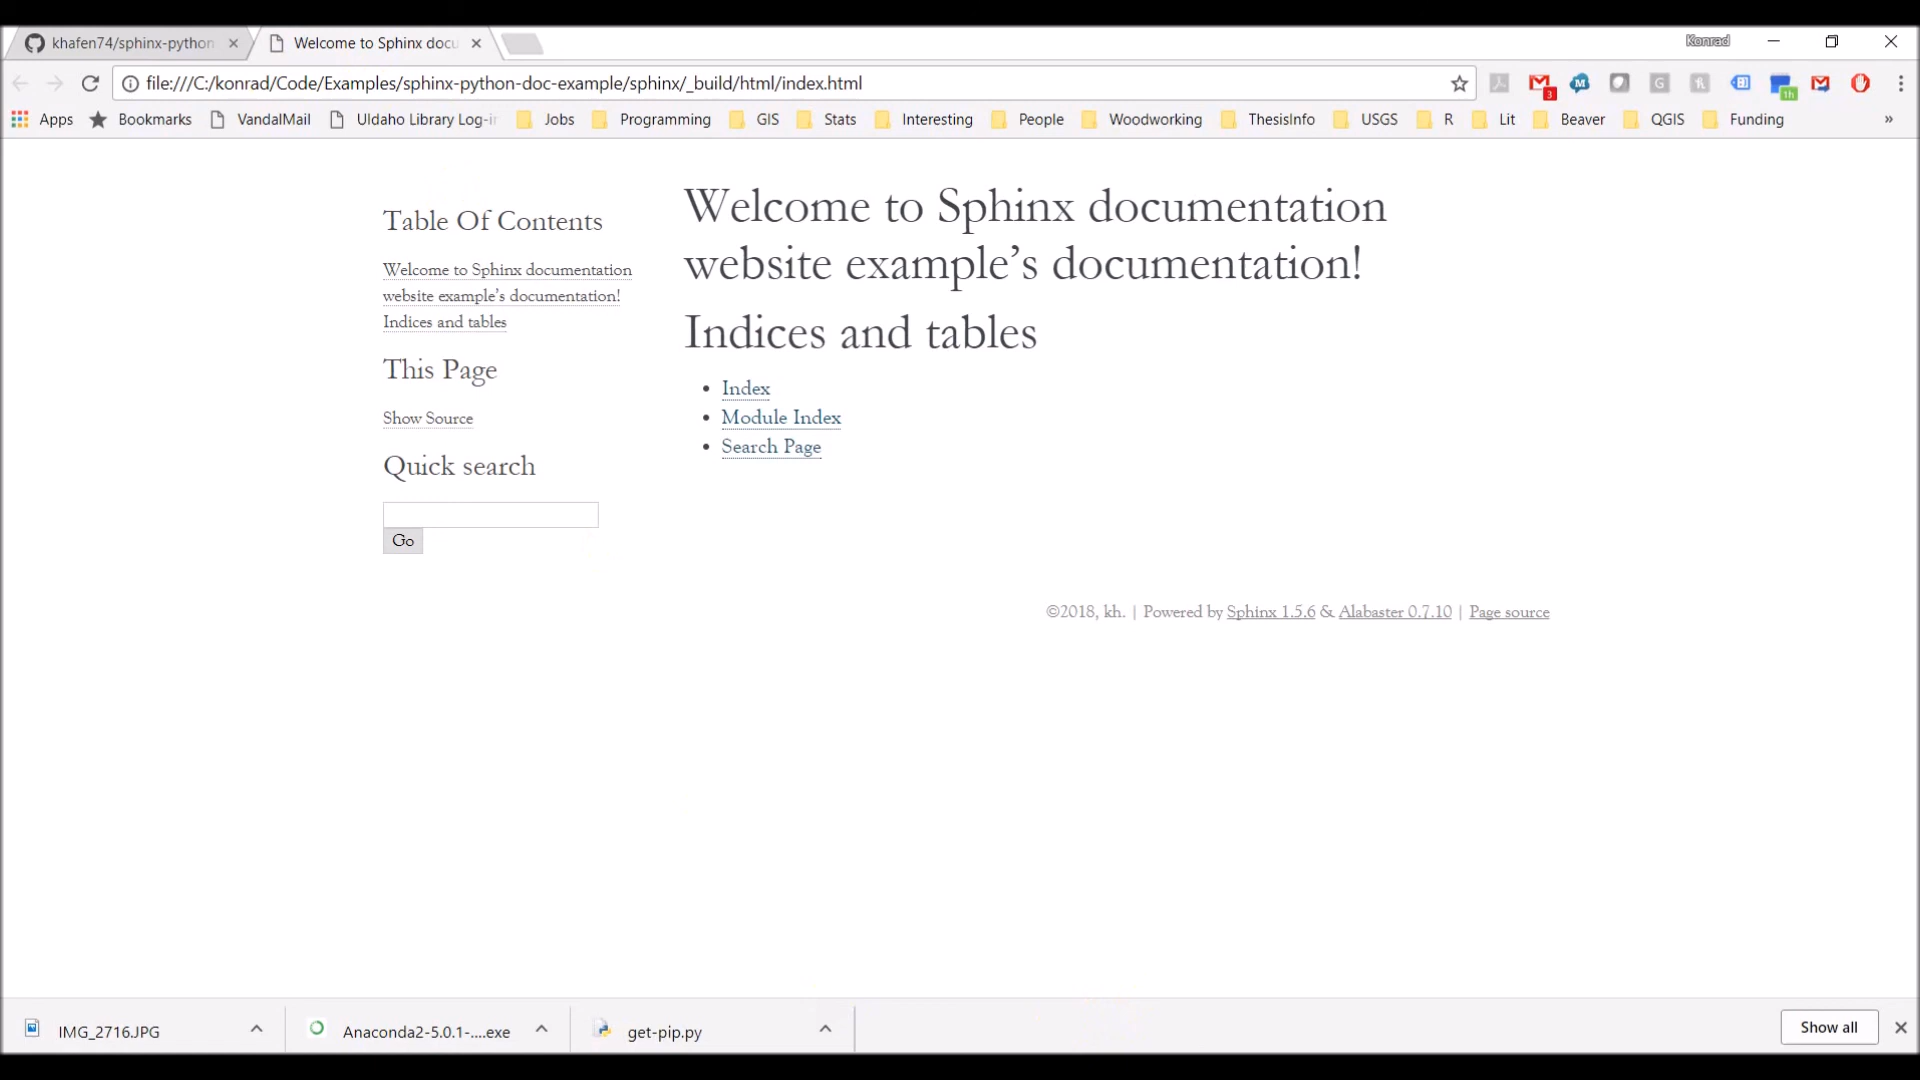 khafen74/sphinx-python
Welcome to Sphinx docu
Konrad
file:///C:/konrad/Code/Examples/sphinx-python-doc-example/sphinx/_build/html/index.html
3
1h
Apps
Bookmarks
VandalMail
UIdaho Library Log-in
Jobs
Programming
GIS
Stats
Interesting
People
Woodworking
ThesisInfo
USGS
R
Lit
Beaver
QGIS
Funding
»
Table Of Contents
Welcome to Sphinx documentation
website example’s documentation!
Indices and tables
This Page
Show Source
Quick search
Go
Welcome to Sphinx documentation
website example’s documentation!
Indices and tables
• Index
• Module Index
• Search Page
©2018, kh. | Powered by Sphinx 1.5.6 & Alabaster 0.7.10 | Page source
IMG_2716.JPG
Anaconda2-5.0.1-....exe
get-pip.py
Show all